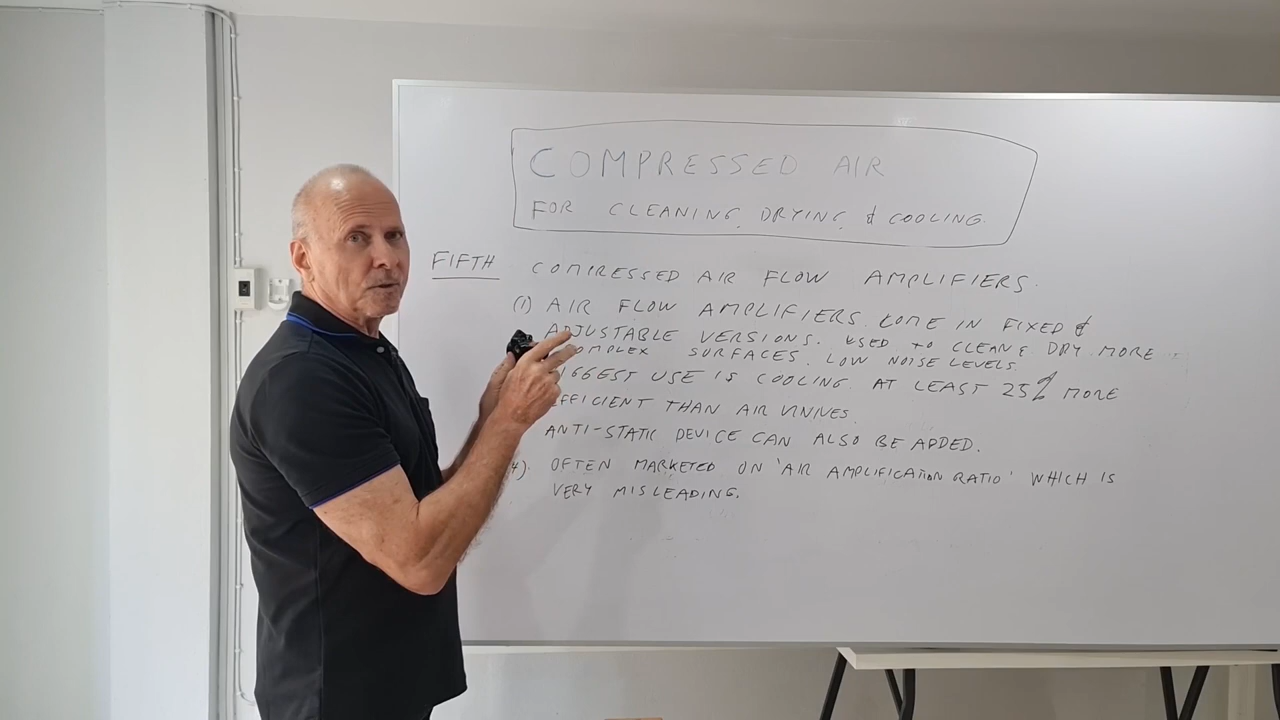 COMPRESSED AIR
FOR CLEANING, DRYING, & COOLING.
FIFTH COMPRESSED AIR FLOW AMPLIFIERS.
(1) AIR FLOW AMPLIFIERS COME IN FIXED &
ADJUSTABLE VERSIONS. USED TO CLEAN & DRY MORE
COMPLEX SURFACES. LOW NOISE LEVELS
BIGGEST USE IS COOLING. AT LEAST 25% MORE
EFFICIENT THAN AIR KNIVES.
ANTI-STATIC DEVICE CAN ALSO BE ADDED.
4). OFTEN MARKETED ON 'AIR AMPLIFICATION RATIO' WHICH IS
VERY MISLEADING.